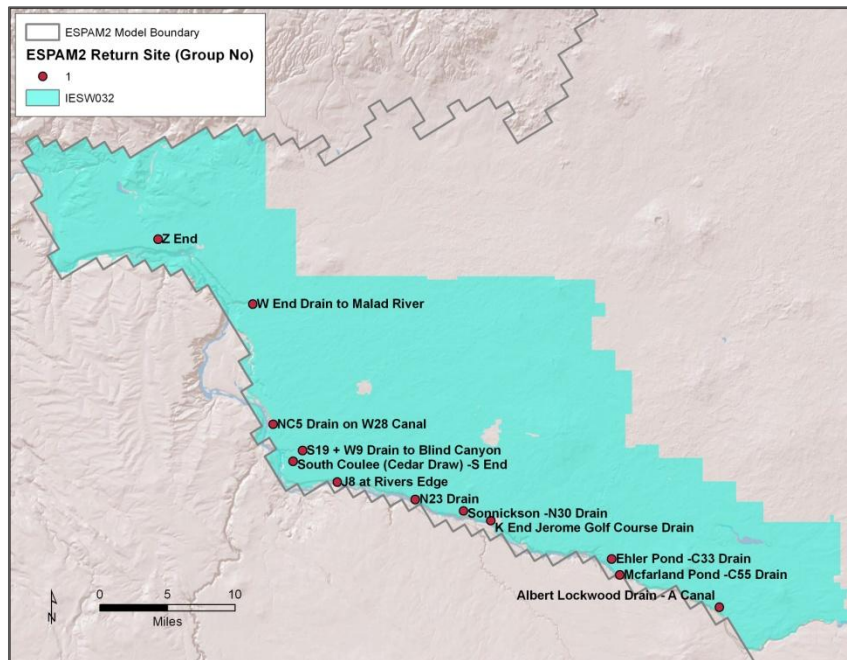 ESPAM2 Model Boundary
ESPAM2 Return Site (Group No)
1
IESW032
Z End
W End Drain to Malad River
NC5 Drain on W28 Canal
S19 + W9 Drain to Blind Canyon
South Coulee (Cedar Draw) -S End
J8 at Rivers Edge
N23 Drain
Sonnickson -N30 Drain
K End Jerome Golf Course Drain
Ehler Pond -C33 Drain
Mcfarland Pond -C55 Drain
Albert Lockwood Drain - A Canal
N
0 5 10
Miles